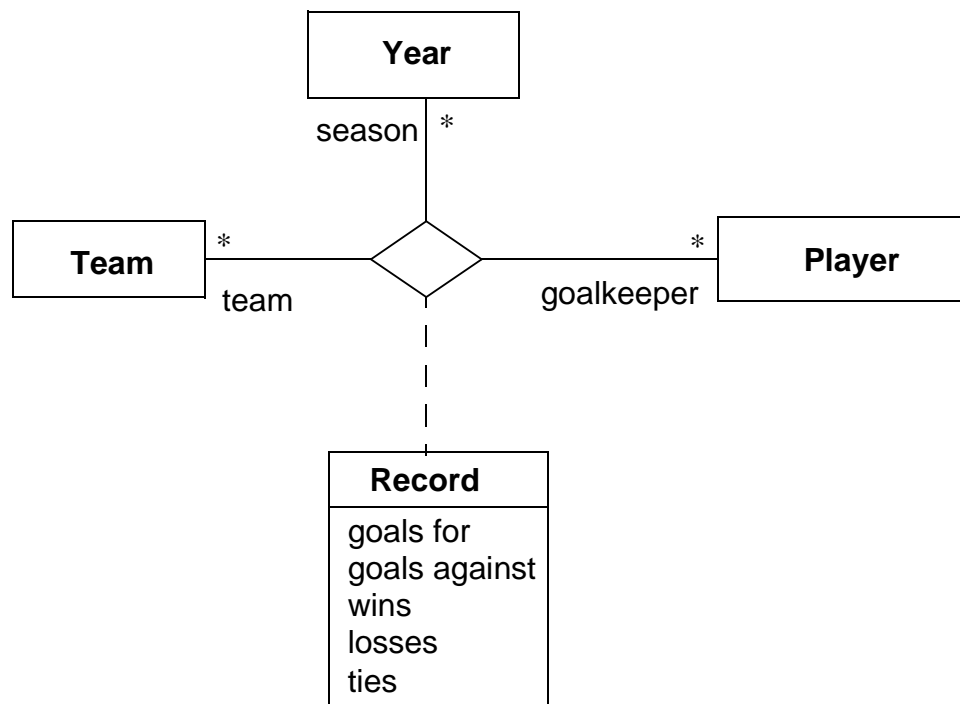 Year
season *
Team
*
team
*
goalkeeper
Player
Record
goals for
goals against
wins
losses
ties